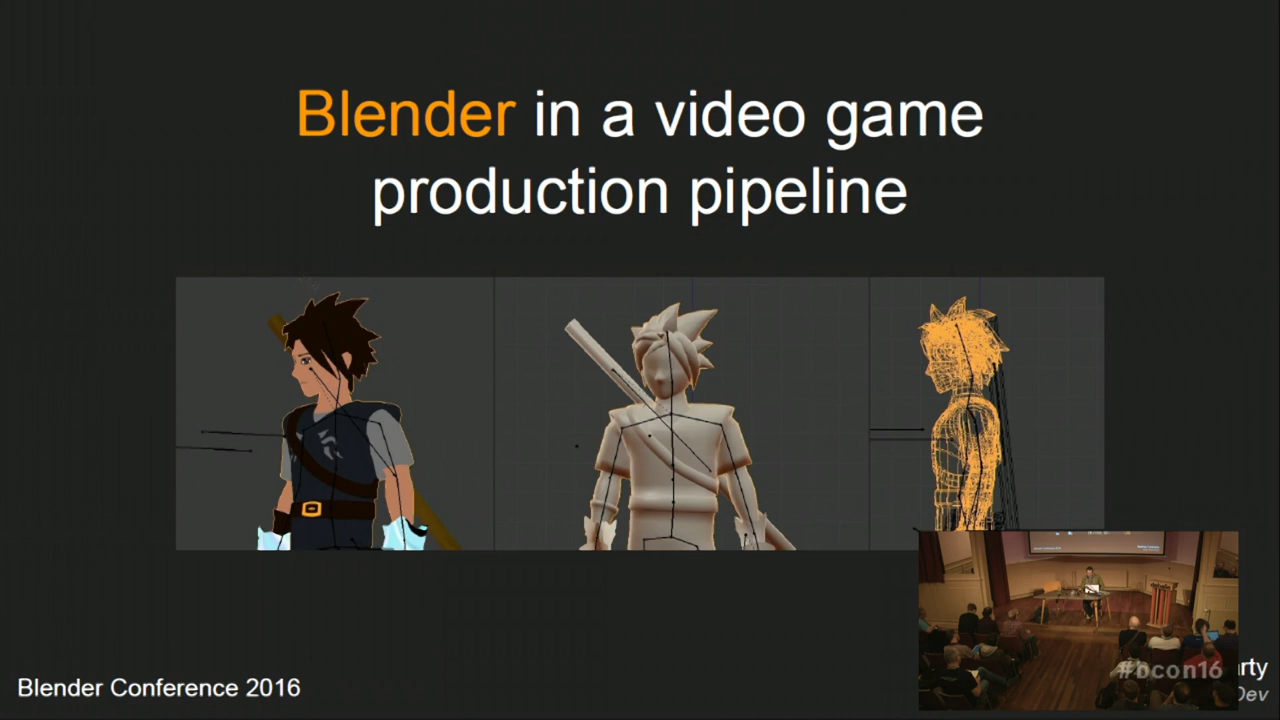 Blender in a video game
production pipeline
#bcon16
Blender Conference 2016